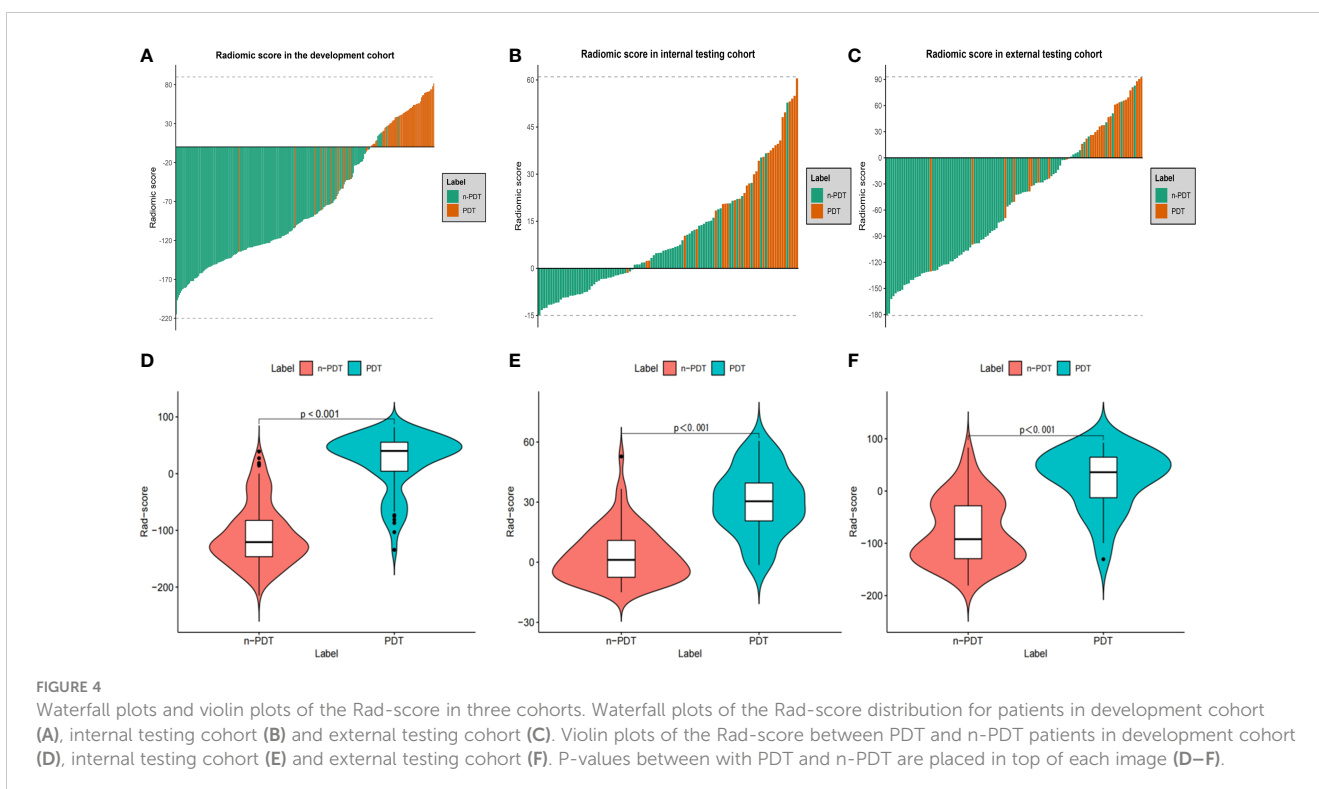 A
Radiomic score in the development cohort
80
30
-20
-70
-120
-170
-220
Radiomic score
Label
n-PDT
PDT
B
Radiomic score in internal testing cohort
60
45
30
15
0
-15
Radiomic score
Label
n-PDT
PDT
C
Radiomic score in external testing cohort
90
60
30
0
-30
-60
-90
-120
-150
-180
Radiomic score
Label
n-PDT
PDT
D
Label n-PDT PDT
p < 0.001
100
0
-100
-200
Rad-score
n-PDT PDT
Label
E
Label n-PDT PDT
p<0.001
60
30
0
-30
Rad-score
n-PDT PDT
Label
F
Label n-PDT PDT
p<0.001
100
0
-100
-200
Rad-score
n-PDT PDT
Label
FIGURE 4
Waterfall plots and violin plots of the Rad-score in three cohorts. Waterfall plots of the Rad-score distribution for patients in development cohort
(A), internal testing cohort (B) and external testing cohort (C). Violin plots of the Rad-score between PDT and n-PDT patients in development cohort
(D), internal testing cohort (E) and external testing cohort (F). P-values between with PDT and n-PDT are placed in top of each image (D–F).